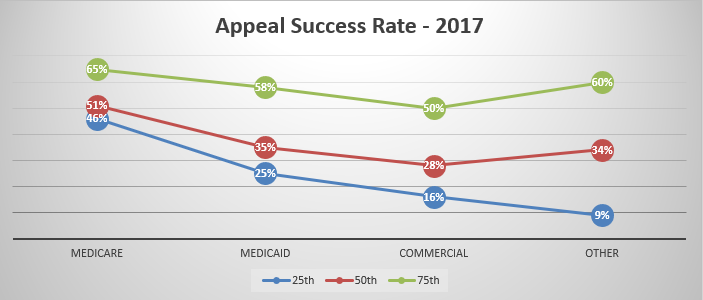 Appeal Success Rate - 2017
65% 58% 50% 60%
51% 35% 28% 34%
46% 25% 16% 9%
MEDICARE MEDICAID COMMERCIAL OTHER
25th 50th 75th